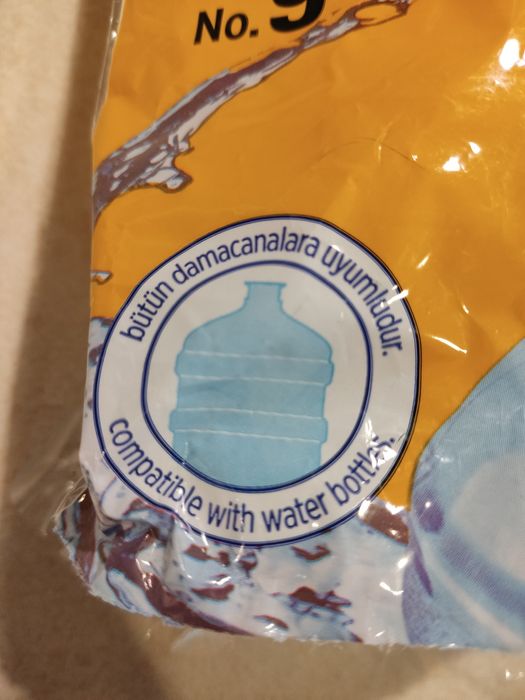 No. 9
bütün damacanalara uyumludur.
compatible with water bottles.